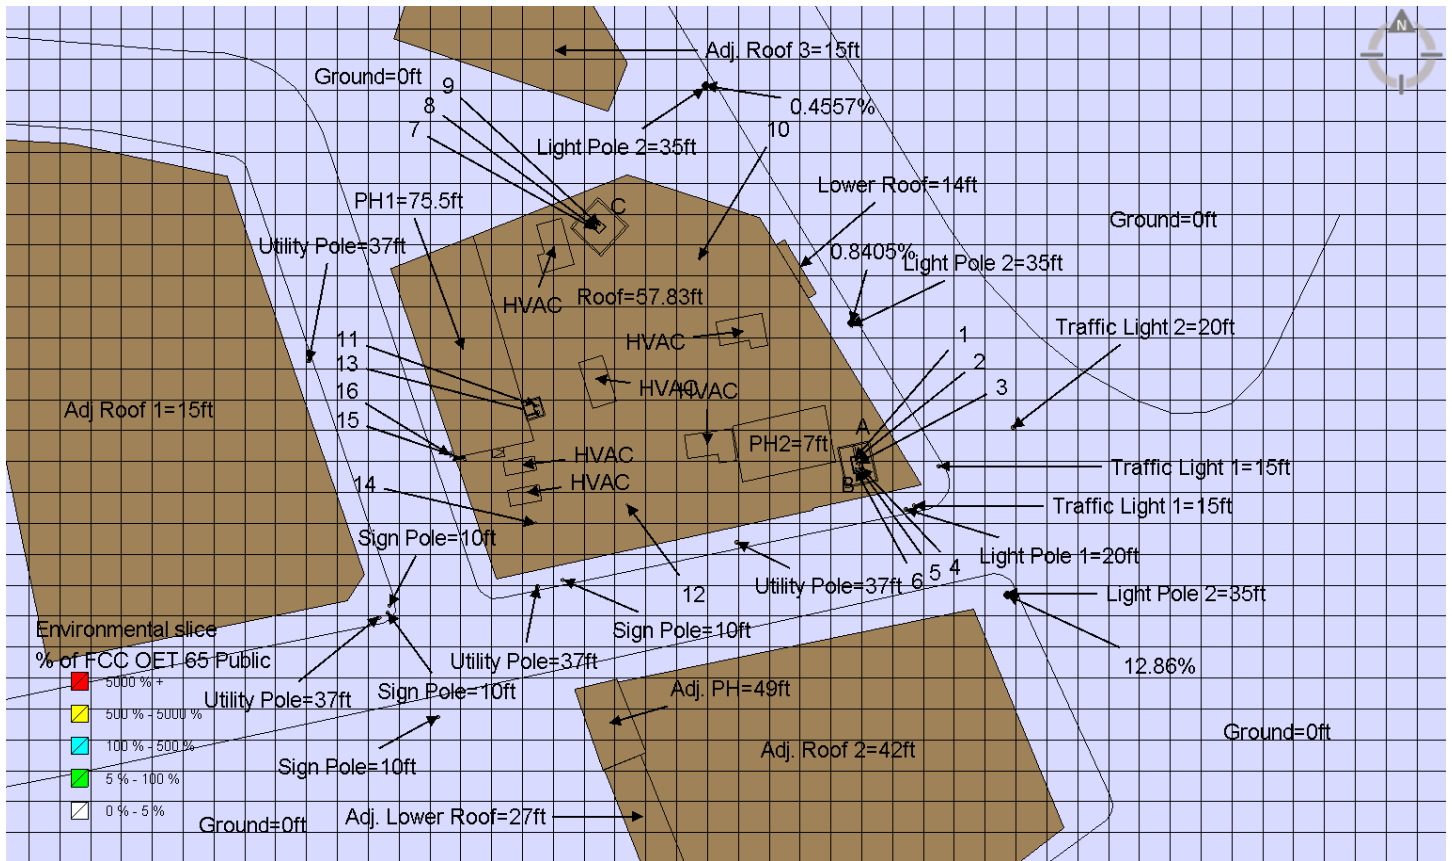 N
Adj. Roof 3=15ft
Ground=0ft
9
8
7
0.4557%
10
Light Pole 2=35ft
Lower Roof=14ft
PH1=75.5ft
C
Ground=0ft
Utility Pole=37ft
0.8405%
Light Pole 2=35ft
HVAC
Roof=57.83ft
Traffic Light 2=20ft
11
13
HVAC
1
2
3
16
15
HVAC
HVAC
Adj Roof 1=15ft
A
PH2=7ft
HVAC
Traffic Light 1=15ft
14
HVAC
B
Traffic Light 1=15ft
Sign Pole=10ft
Light Pole 1=20ft
4
5
6
Utility Pole=37ft
12
Light Pole 2=35ft
Environmental slice
Sign Pole=10ft
% of FCC OET 65 Public
Utility Pole=37ft
12.86%
5000 % +
Utility Pole=37ft
Sign Pole=10ft
Adj. PH=49ft
500 % - 5000 %
Ground=0ft
100 % - 500 %
Adj. Roof 2=42ft
Sign Pole=10ft
5 % - 100 %
0 % - 5 %
Ground=0ft
Adj. Lower Roof=27ft